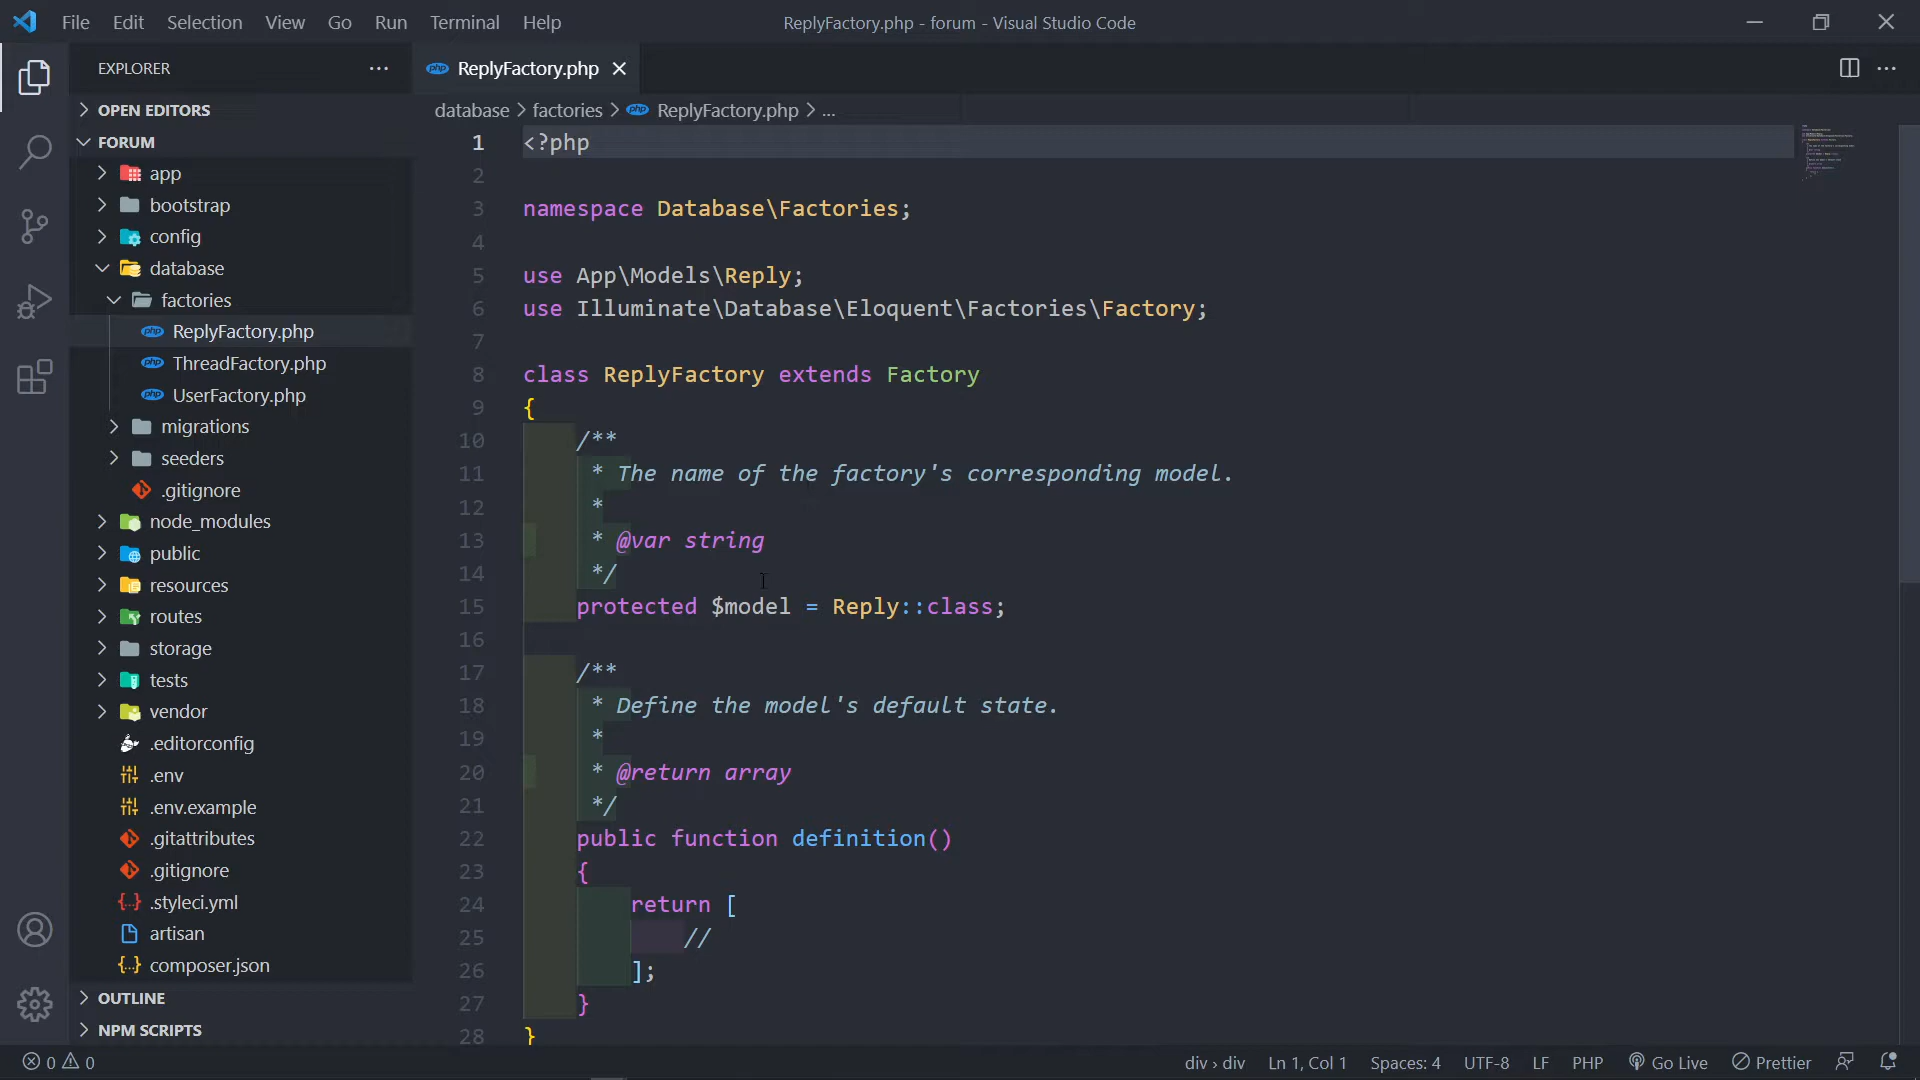 File Edit Selection View Go Run Terminal Help
ReplyFactory.php - forum - Visual Studio Code
EXPLORER
OPEN EDITORS
FORUM
app
bootstrap
config
database
factories
ReplyFactory.php
ThreadFactory.php
UserFactory.php
migrations
seeders
.gitignore
node_modules
public
resources
routes
storage
tests
vendor
.editorconfig
.env
.env.example
.gitattributes
.gitignore
.styleci.yml
artisan
composer.json
OUTLINE
NPM SCRIPTS
php ReplyFactory.php
database > factories > php ReplyFactory.php > ...
1 <?php
2
3 namespace Database\Factories;
4
5 use App\Models\Reply;
6 use Illuminate\Database\Eloquent\Factories\Factory;
7
8 class ReplyFactory extends Factory
9 {
10 /**
11 * The name of the factory's corresponding model.
12 *
13 * @var string
14 */
15 protected $model = Reply::class;
16
17 /**
18 * Define the model's default state.
19 *
20 * @return array
21 */
22 public function definition()
23 {
24 return [
25 //
26 ];
27 }
28 }
0 0 div › div Ln 1, Col 1 Spaces: 4 UTF-8 LF PHP Go Live Prettier